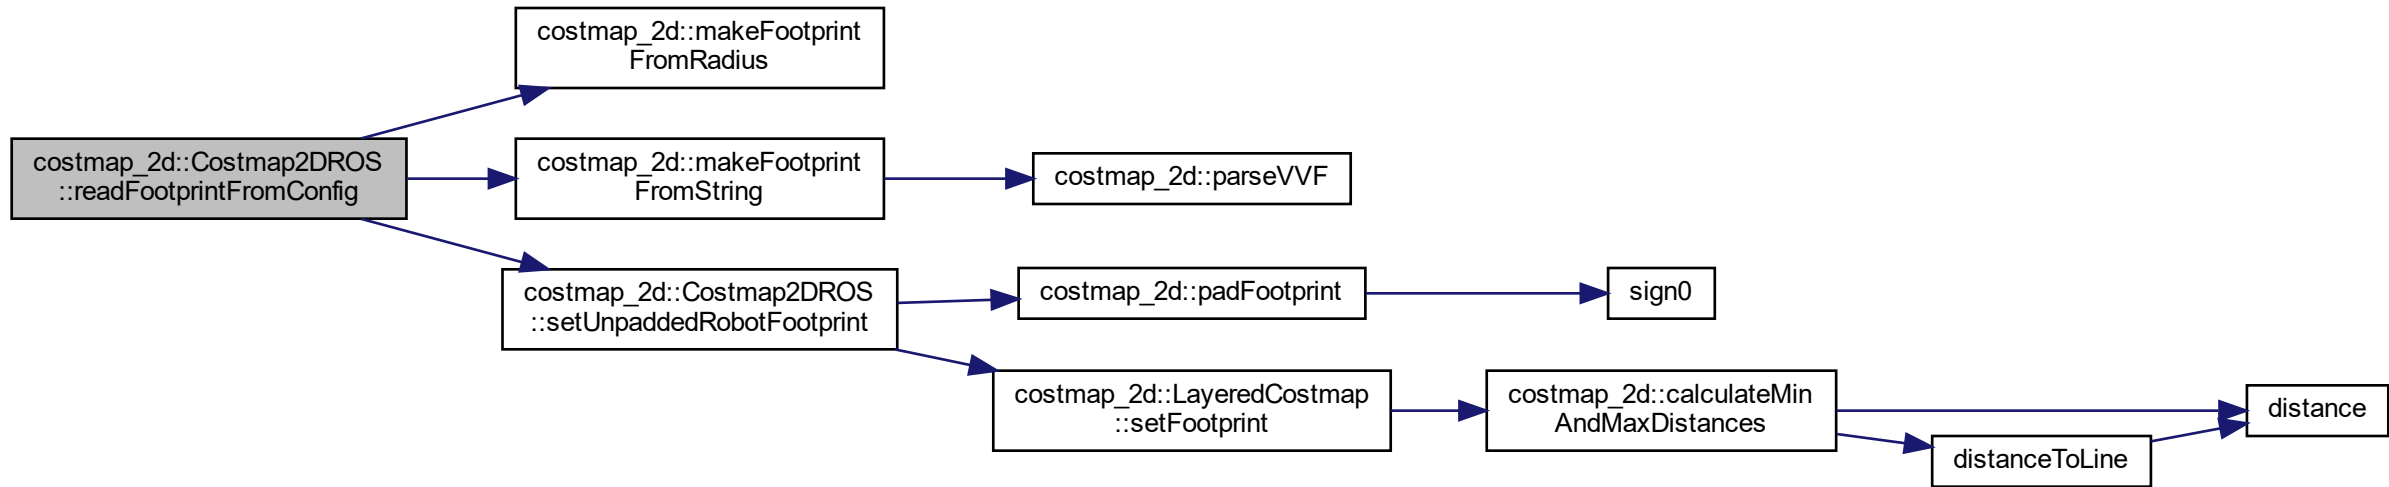 costmap_2d::makeFootprint
FromRadius
costmap_2d::Costmap2DROS
::readFootprintFromConfig
costmap_2d::makeFootprint
FromString
costmap_2d::parseVVF
costmap_2d::Costmap2DROS
::setUnpaddedRobotFootprint
costmap_2d::padFootprint
sign0
costmap_2d::LayeredCostmap
::setFootprint
costmap_2d::calculateMin
AndMaxDistances
distance
distanceToLine